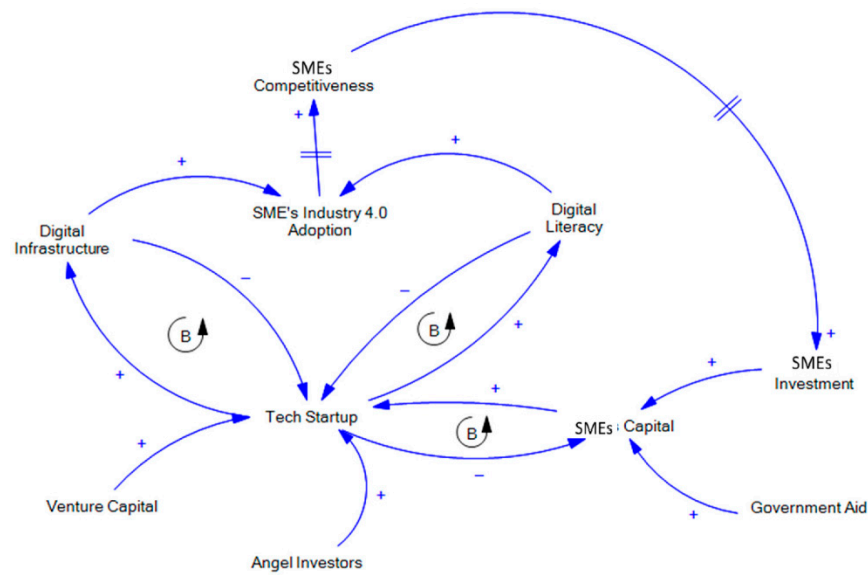 SMEs
Competitiveness
+
+
+
SME's Industry 4.0
Adoption
Digital
Literacy
Digital
Infrastructure
–
–
B
B
+
+
+
SMEs
Investment
+
+
+
Tech Startup
B
SMEs s Capital
–
+
Venture Capital
+
+
Government Aid
Angel Investors